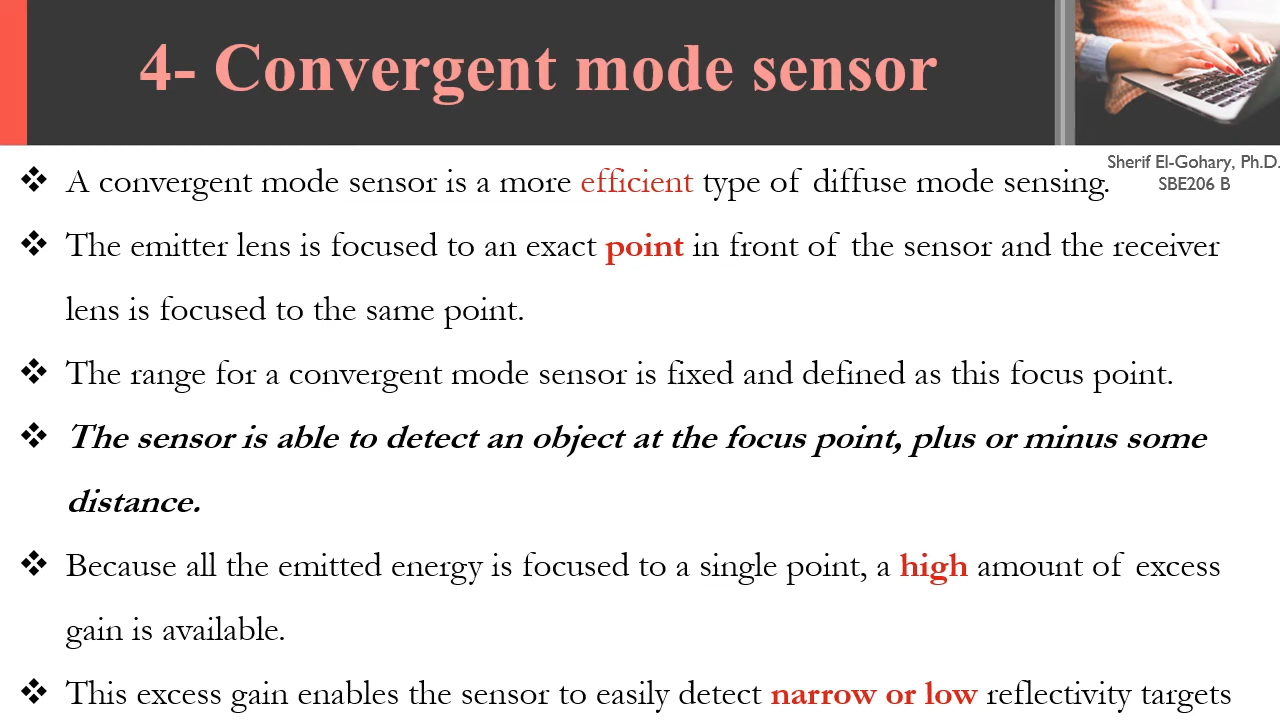 4- Convergent mode sensor
Sherif El-Gohary, Ph.D.
SBE206 B
❖ A convergent mode sensor is a more efficient type of diffuse mode sensing.
❖ The emitter lens is focused to an exact point in front of the sensor and the receiver
lens is focused to the same point.
❖ The range for a convergent mode sensor is fixed and defined as this focus point.
❖ The sensor is able to detect an object at the focus point, plus or minus some
distance.
❖ Because all the emitted energy is focused to a single point, a high amount of excess
gain is available.
❖ This excess gain enables the sensor to easily detect narrow or low reflectivity targets